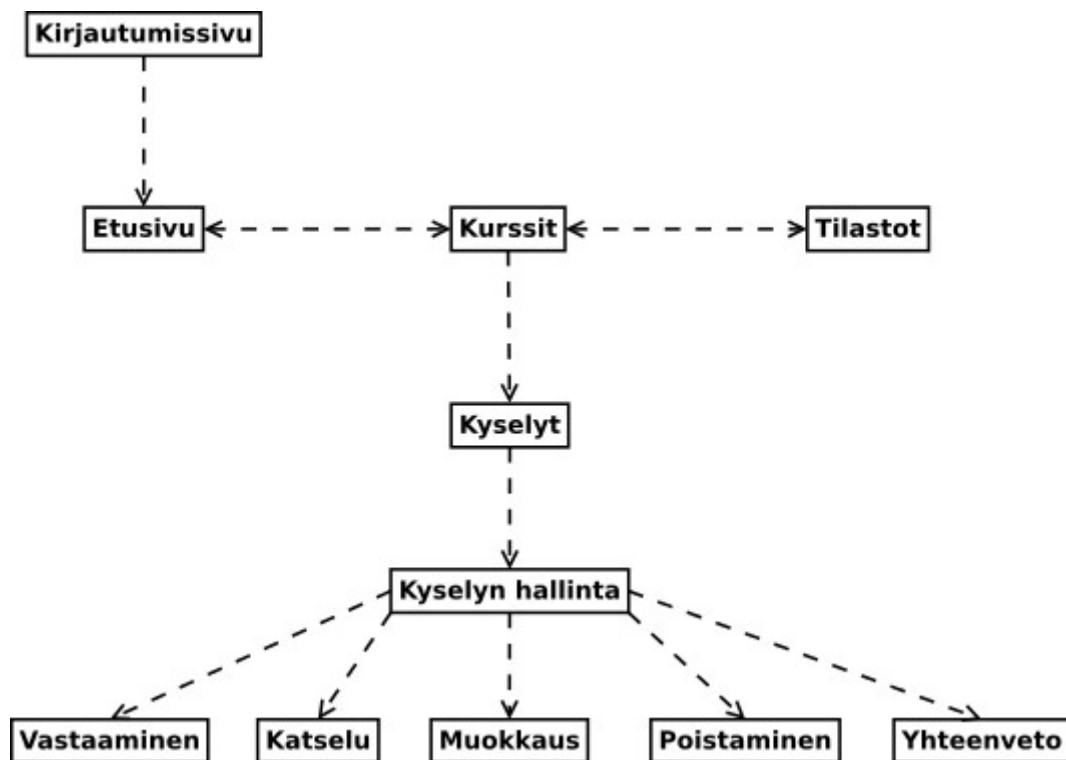 Kirjautumissivu
Etusivu
Kurssit
Tilastot
Kyselyt
Kyselyn hallinta
Vastaaminen
Katselu
Muokkaus
Poistaminen
Yhteenveto